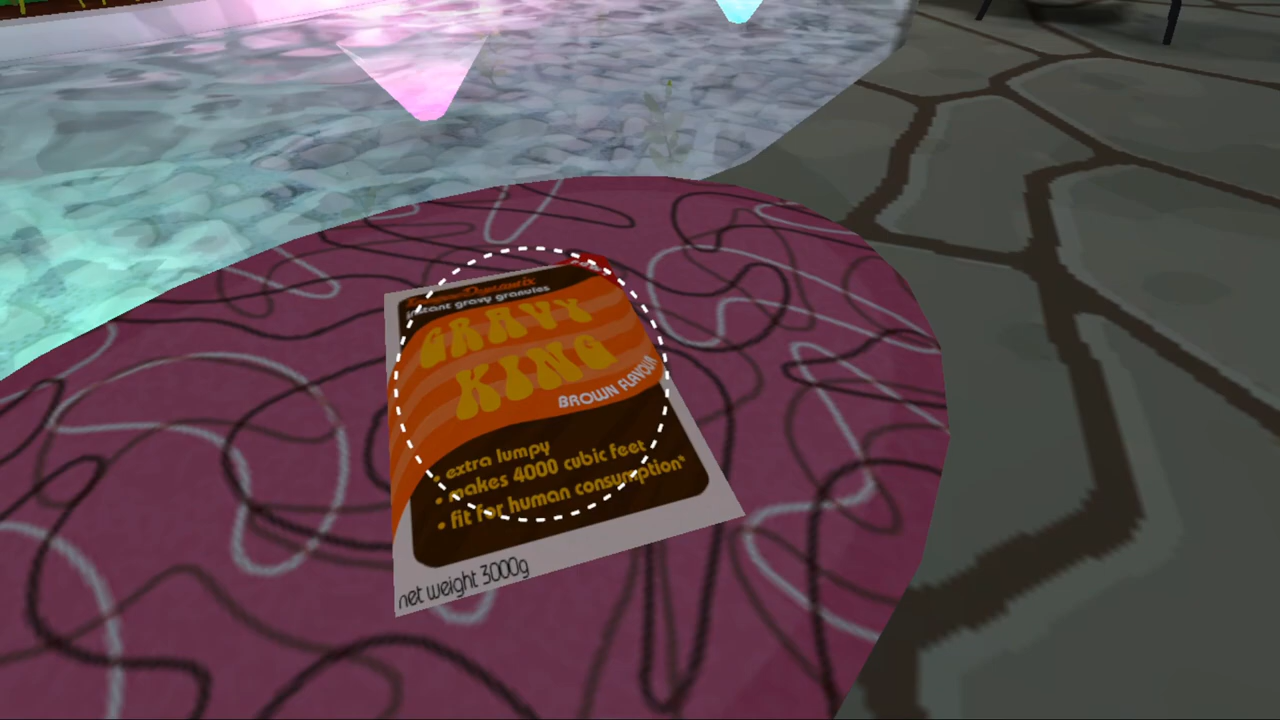 instant gravy granules
GRAVY
KING
BROWN FLAVOUR
• extra lumpy
• makes 4000 cubic feet
• fit for human consumption*
net weight 3000g